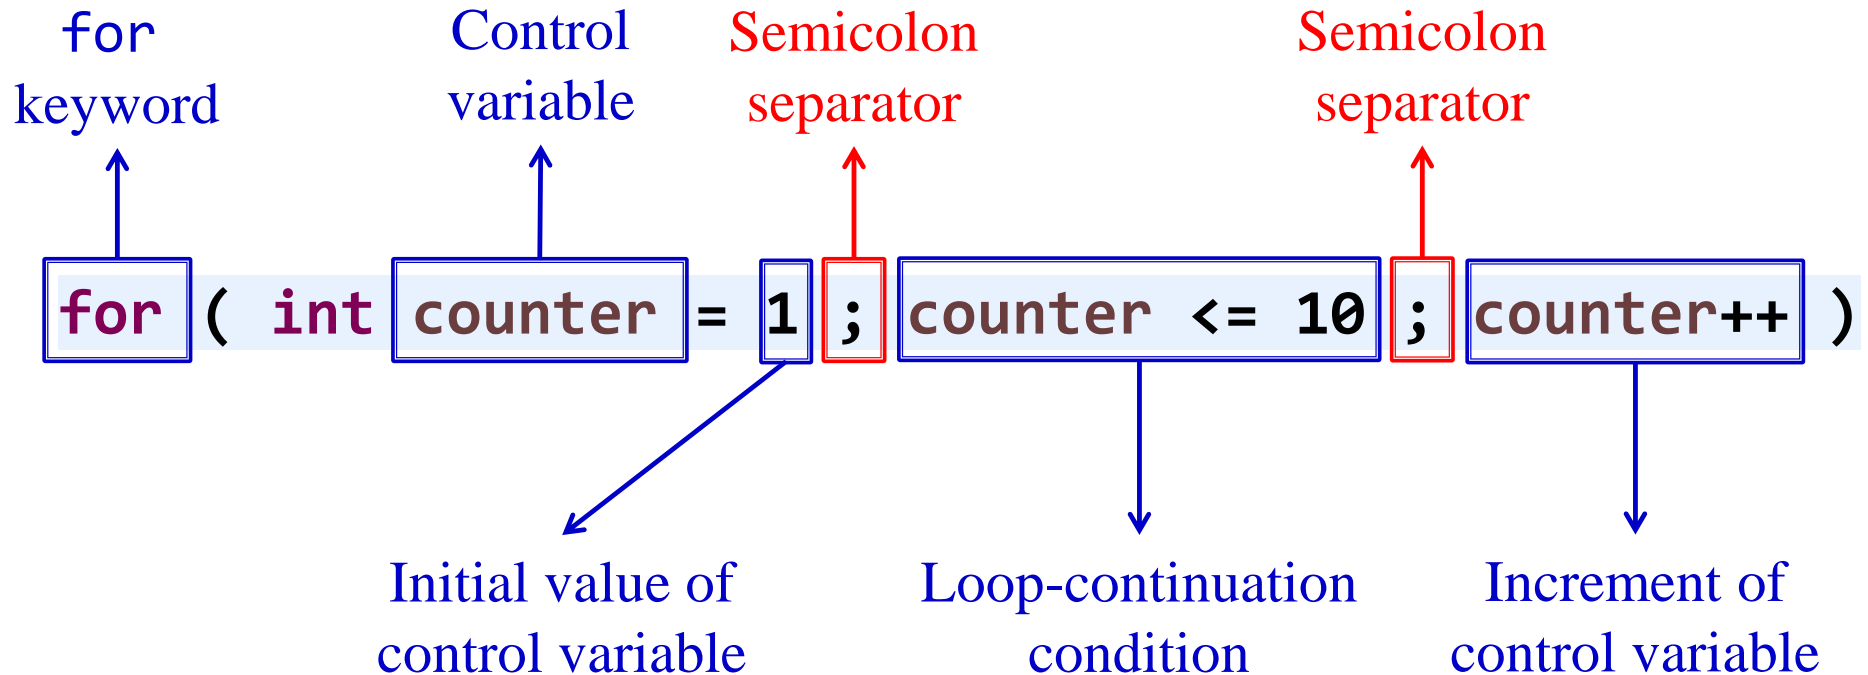 for
keyword
Control
variable
Semicolon
separator
Semicolon
separator
for ( int counter = 1 ; counter <= 10 ; counter++ )
Initial value of
control variable
Loop-continuation
condition
Increment of
control variable